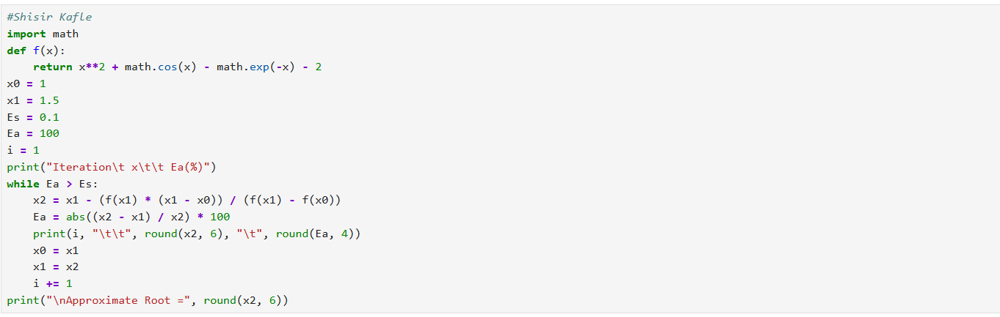 #Shisir Kafle
import math
def f(x):
    return x**2 + math.cos(x) - math.exp(-x) - 2
x0 = 1
x1 = 1.5
Es = 0.1
Ea = 100
i = 1
print("Iteration\t x\t\t Ea(%)")
while Ea > Es:
    x2 = x1 - (f(x1) * (x1 - x0)) / (f(x1) - f(x0))
    Ea = abs((x2 - x1) / x2) * 100
    print(i, "\t\t", round(x2, 6), "\t", round(Ea, 4))
    x0 = x1
    x1 = x2
    i += 1
print("\nApproximate Root =", round(x2, 6))